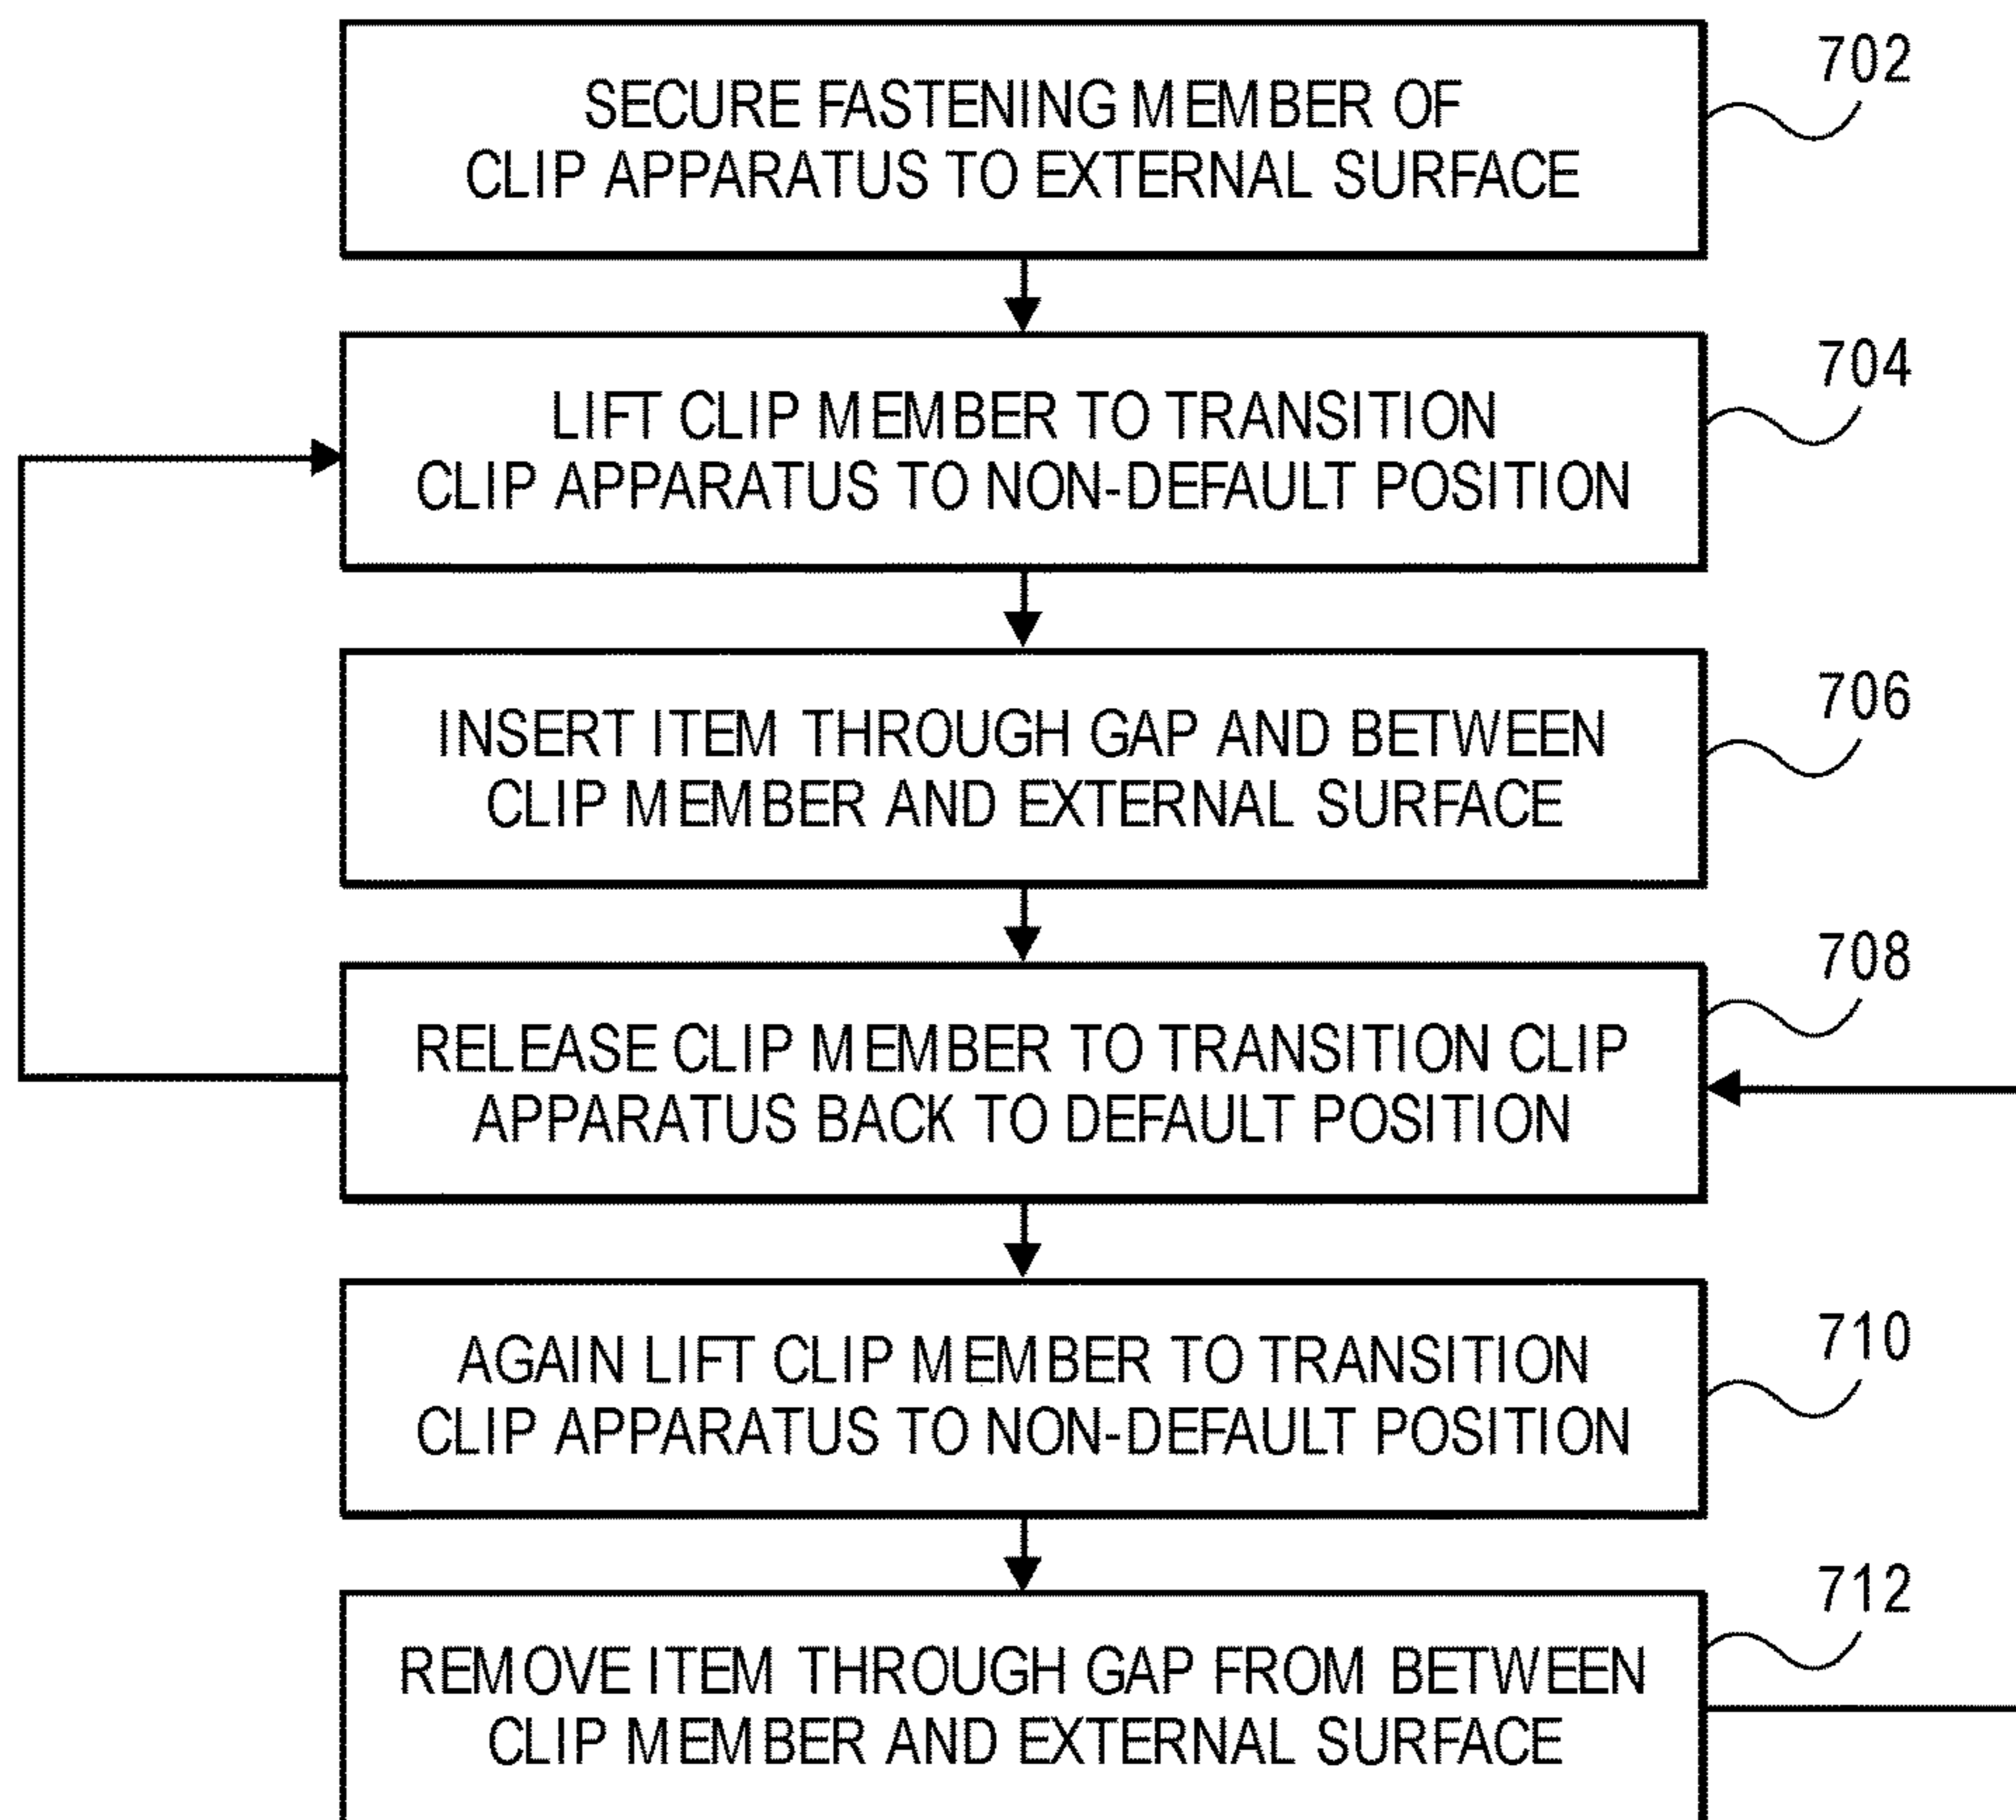 702
SECURE FASTENING MEMBER OF
CLIP APPARATUS TO EXTERNAL SURFACE
704
LIFT CLIP MEMBER TO TRANSITION
CLIP APPARATUS TO NON-DEFAULT POSITION
706
INSERT ITEM THROUGH GAP AND BETWEEN
CLIP MEMBER AND EXTERNAL SURFACE
708
RELEASE CLIP MEMBER TO TRANSITION CLIP
APPARATUS BACK TO DEFAULT POSITION
710
AGAIN LIFT CLIP MEMBER TO TRANSITION
CLIP APPARATUS TO NON-DEFAULT POSITION
712
REMOVE ITEM THROUGH GAP FROM BETWEEN
CLIP MEMBER AND EXTERNAL SURFACE